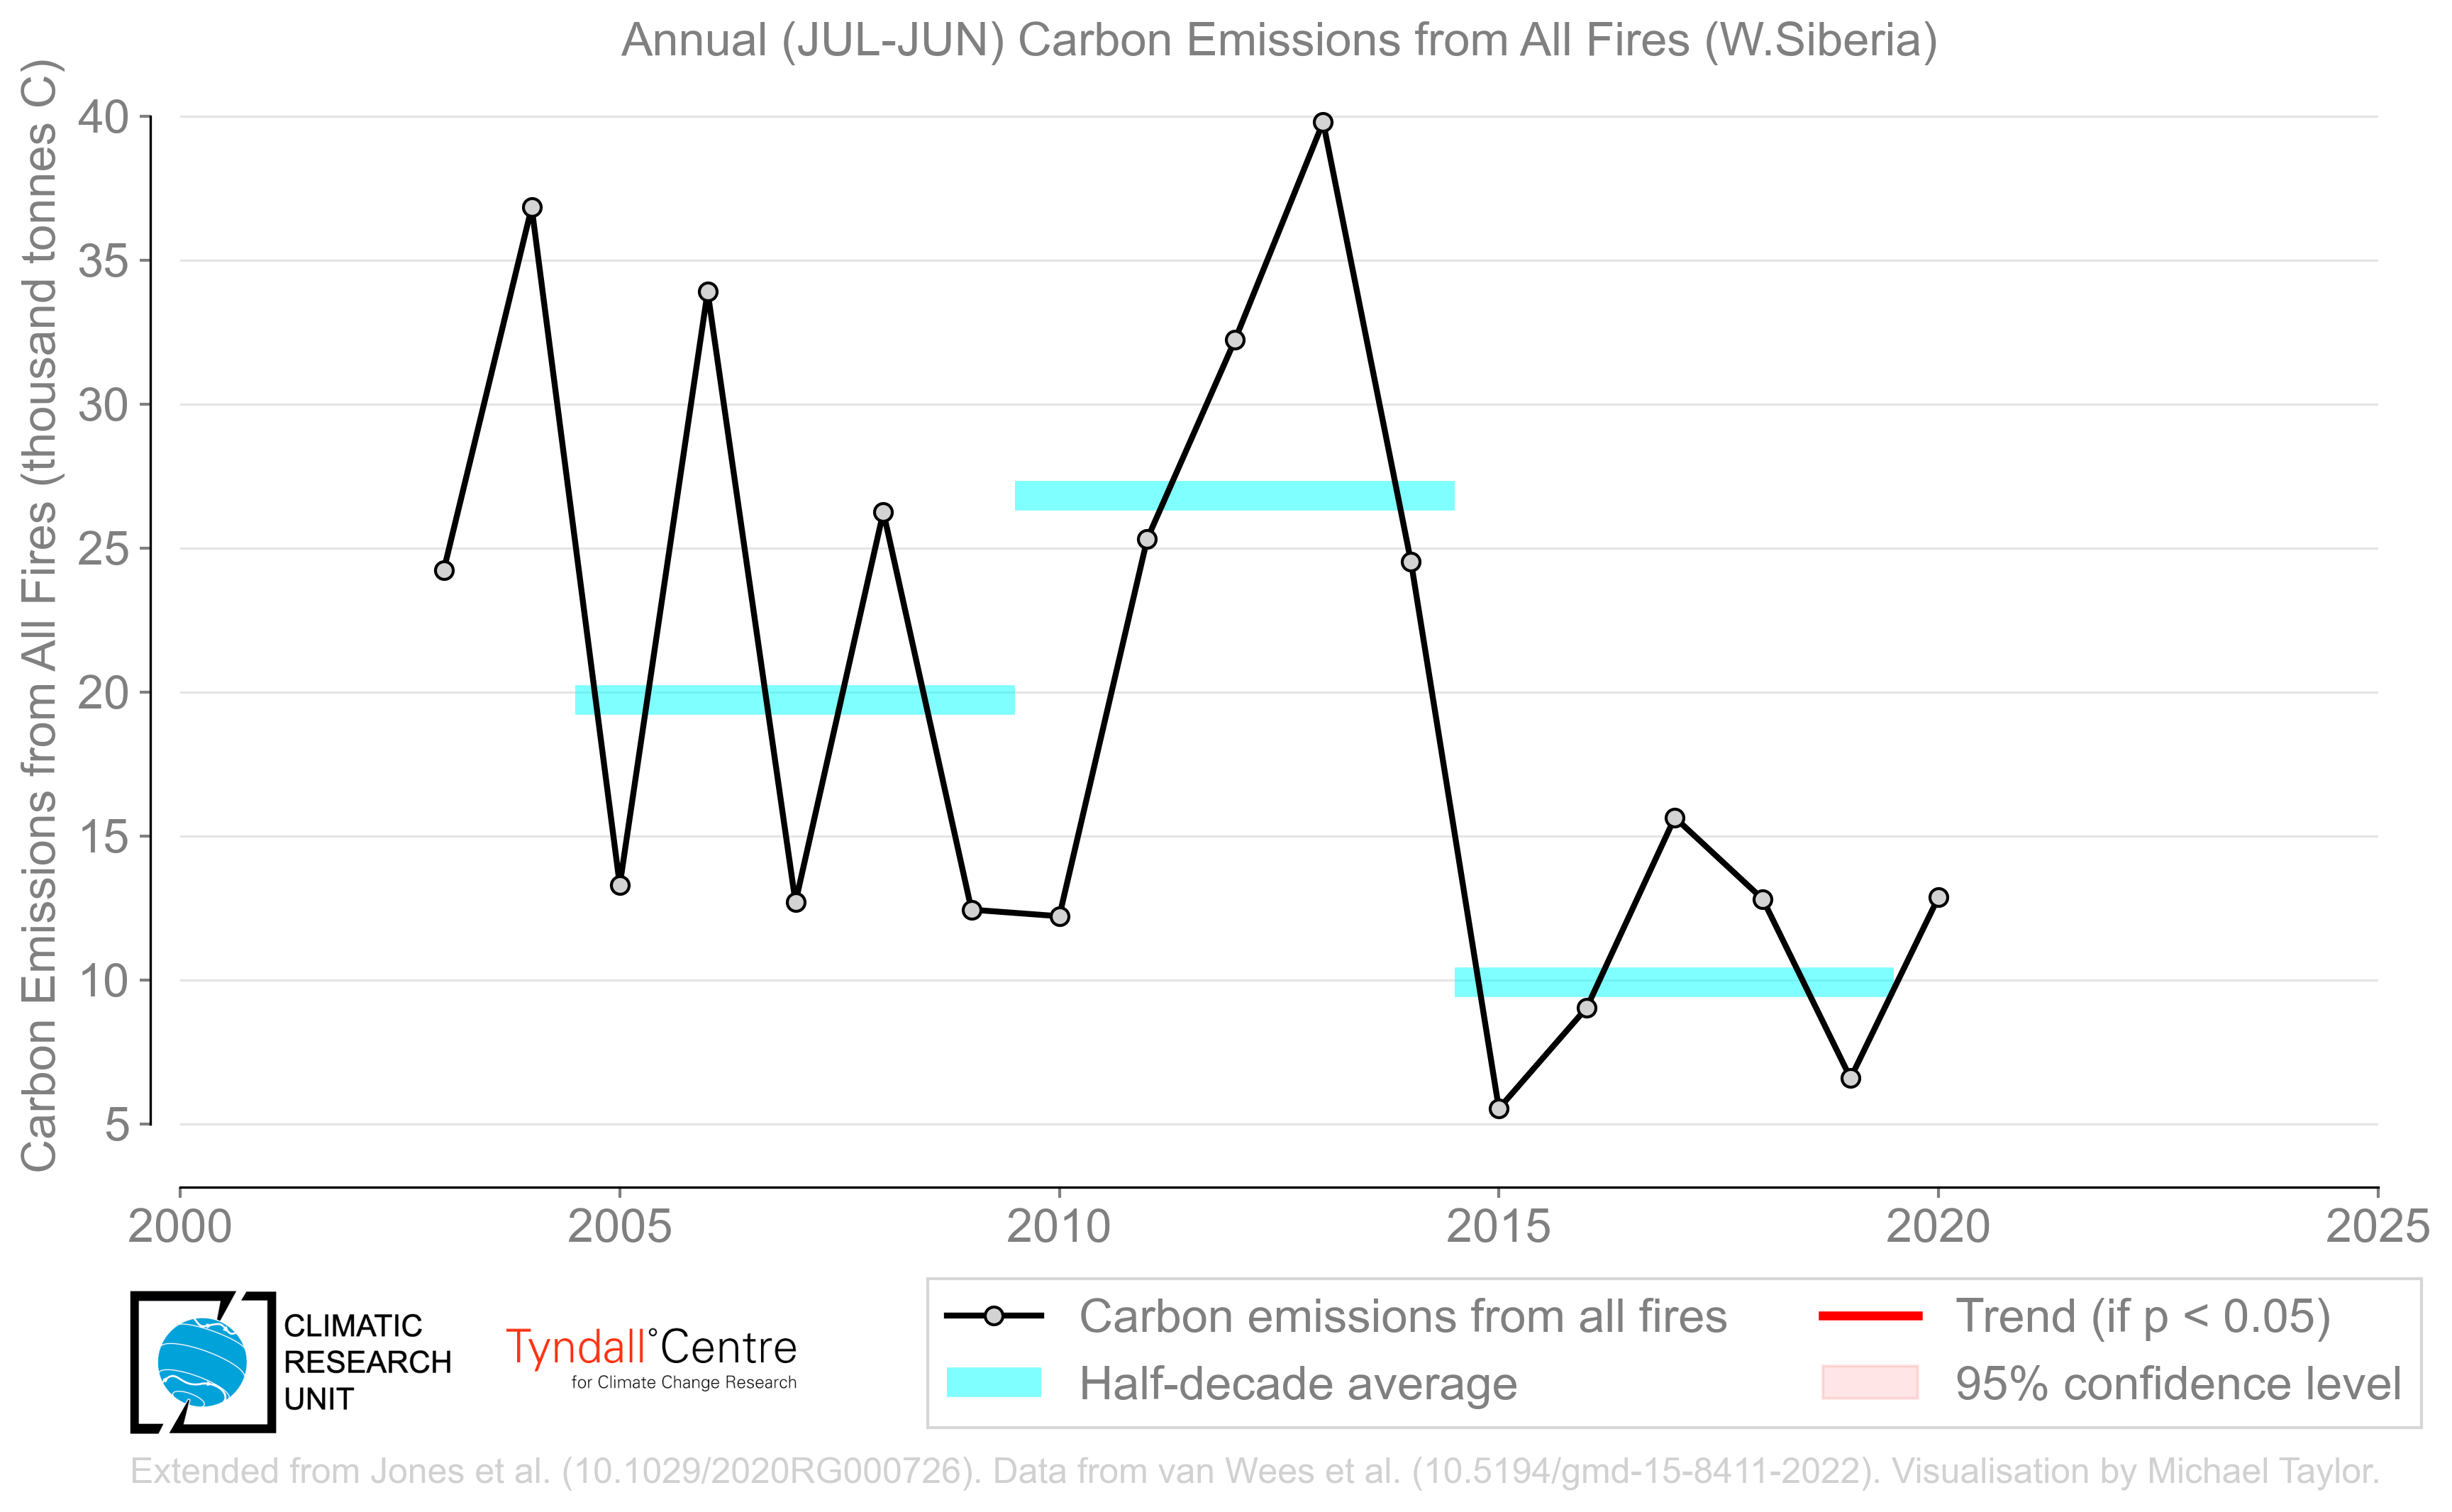 Annual (JUL-JUN) Carbon Emissions from All Fires (W.Siberia)
Carbon Emissions from All Fires (thousand tonnes C)
40
35
30
25
20
15
10
5
2000 2005 2010 2015 2020 2025
CLIMATIC
RESEARCH
UNIT
Tyndall°Centre
for Climate Change Research
Carbon emissions from all fires
Half-decade average
Trend (if p < 0.05)
95% confidence level
Extended from Jones et al. (10.1029/2020RG000726). Data from van Wees et al. (10.5194/gmd-15-8411-2022). Visualisation by Michael Taylor.